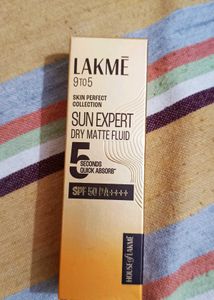 LAKMĒ
9 TO 5
SKIN PERFECT
COLLECTION
SUN EXPERT
DRY MATTE FLUID
5 SECONDS
QUICK ABSORB*
SPF 50 PA++++
HOUSE of LAKMĒ